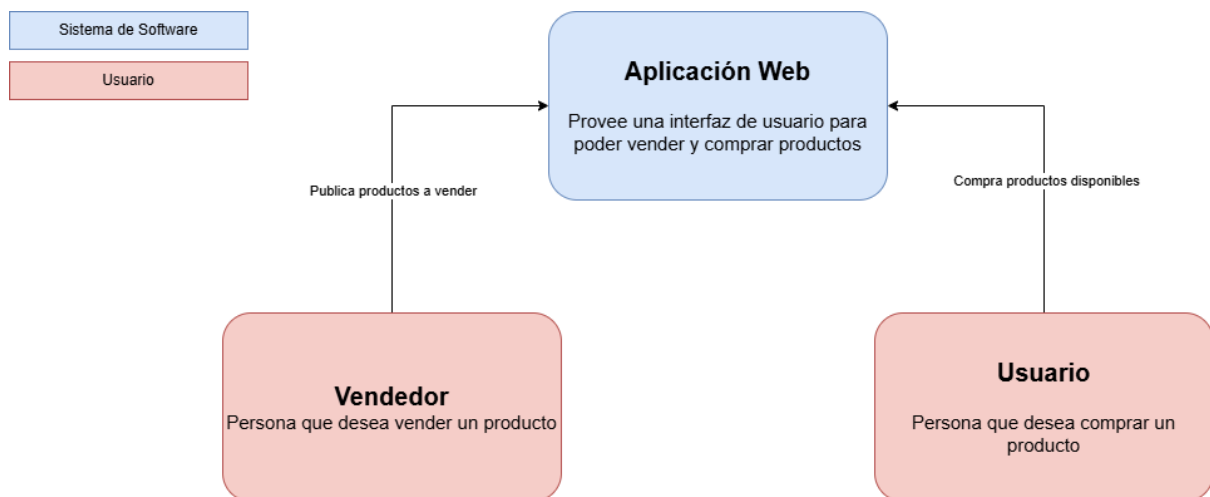 Sistema de Software
Usuario
Aplicación Web
Provee una interfaz de usuario para
poder vender y comprar productos
Publica productos a vender
Compra productos disponibles
Vendedor
Persona que desea vender un producto
Usuario
Persona que desea comprar un
producto